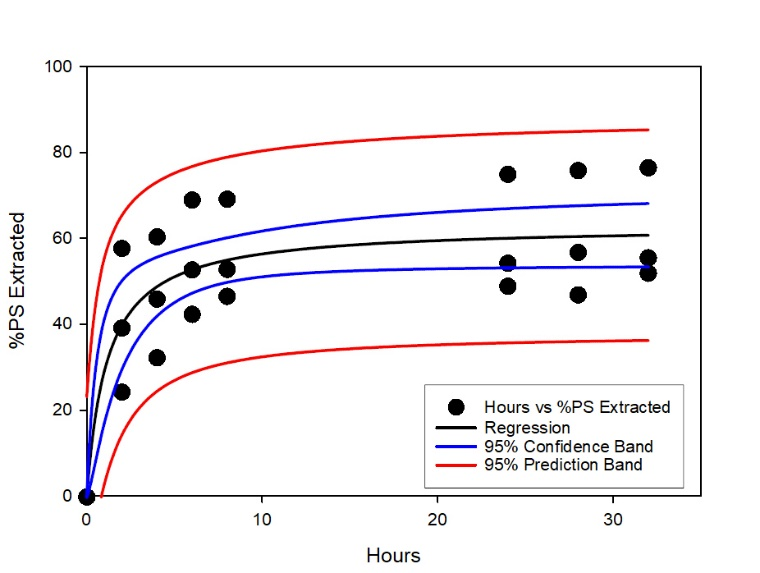 100
80
60
40
20
0
%PS Extracted
0 10 20 30
Hours
Hours vs %PS Extracted
Regression
95% Confidence Band
95% Prediction Band